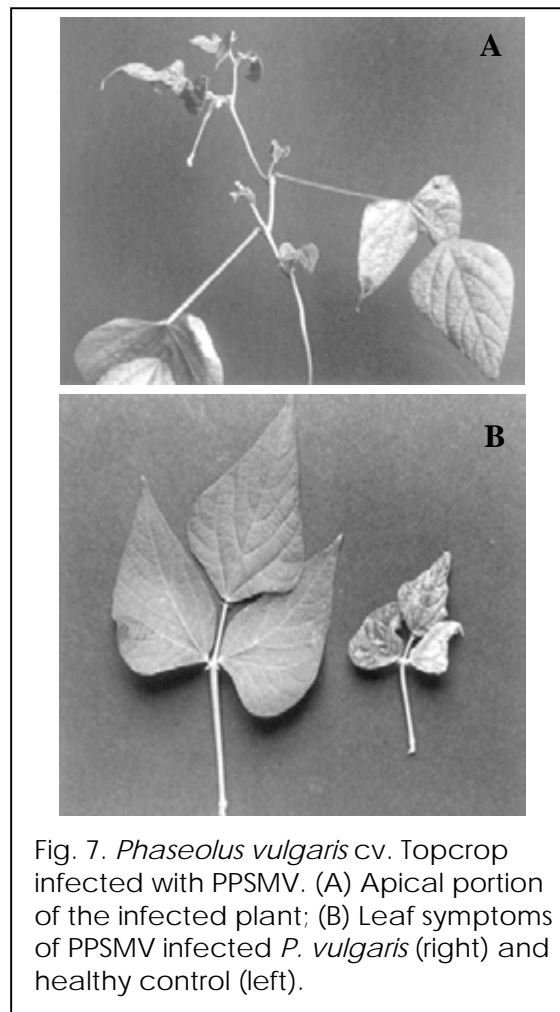 A
B
Fig. 7. Phaseolus vulgaris cv. Topcrop
infected with PPSMV. (A) Apical portion
of the infected plant; (B) Leaf symptoms
of PPSMV infected P. vulgaris (right) and
healthy control (left).